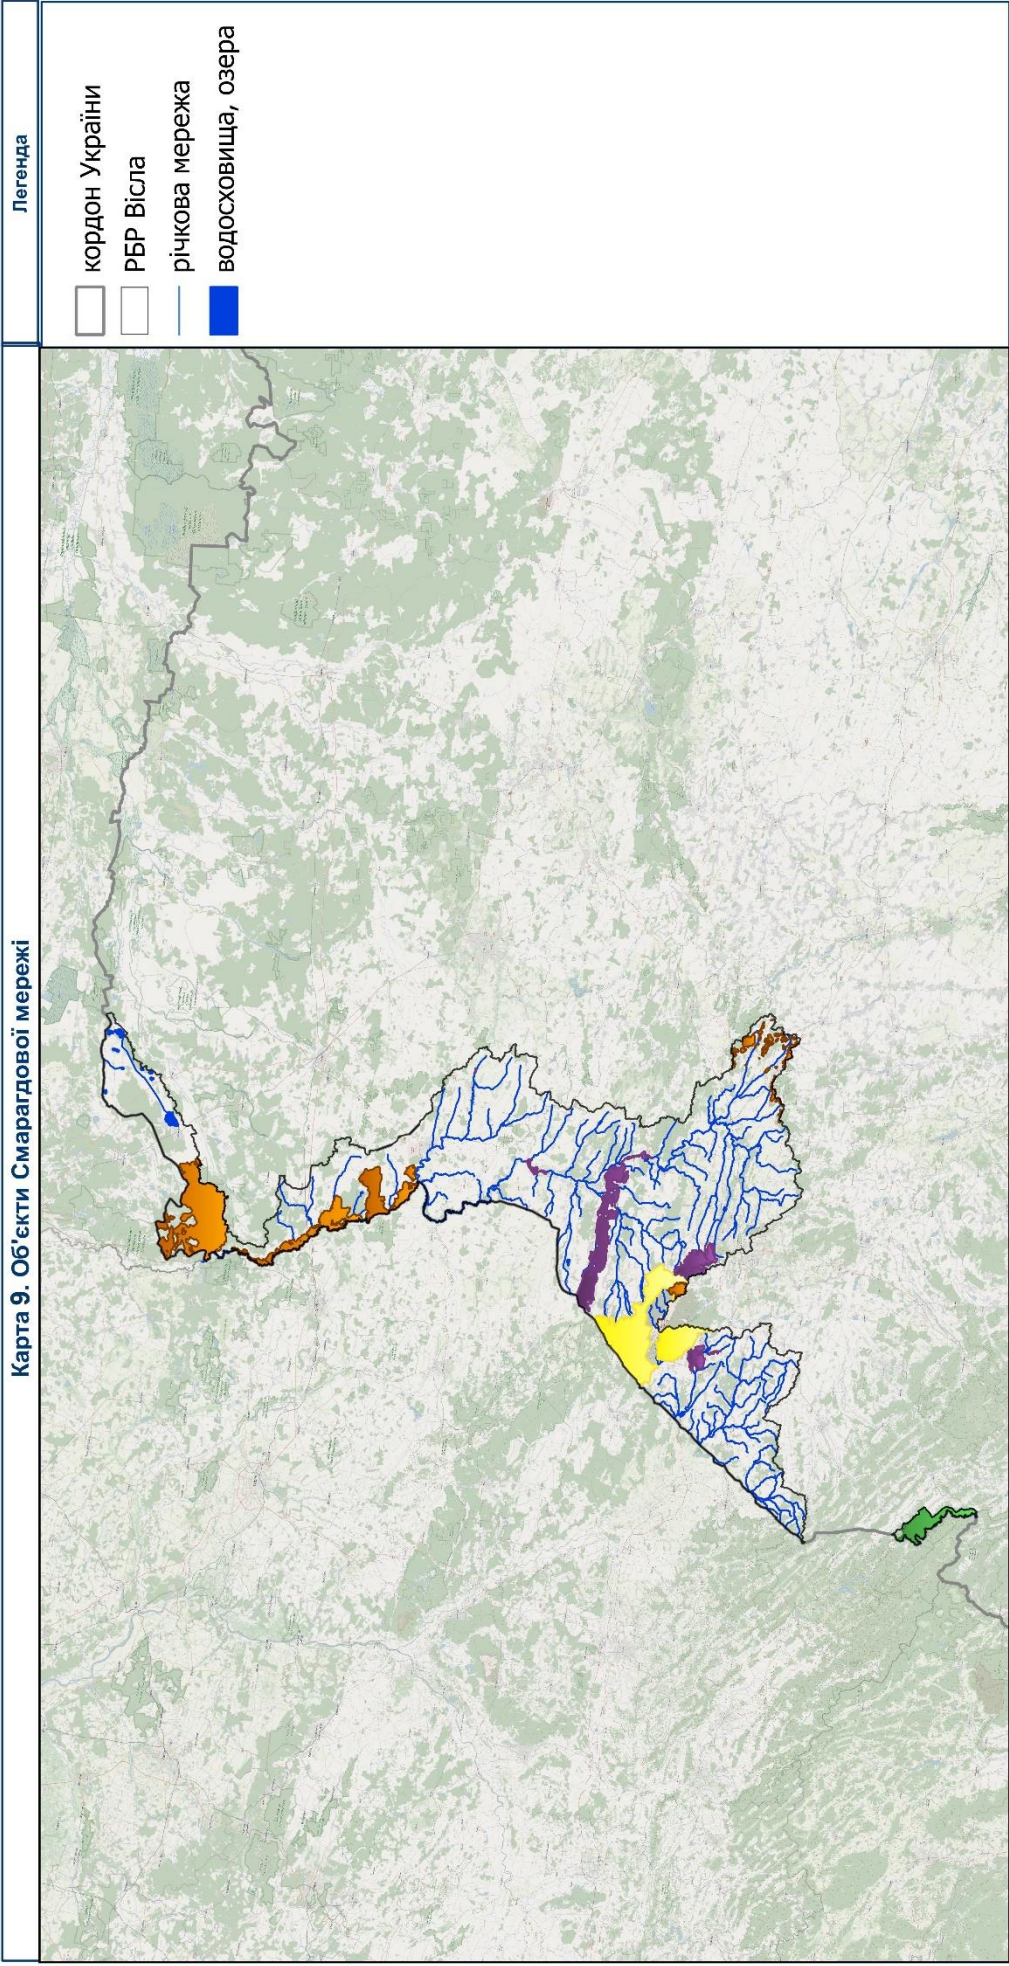 Карта 9. Об'єкти Смарагдової мережі
Легенда
кордон України
РБР Вісла
річкова мережа
водосховища, озера